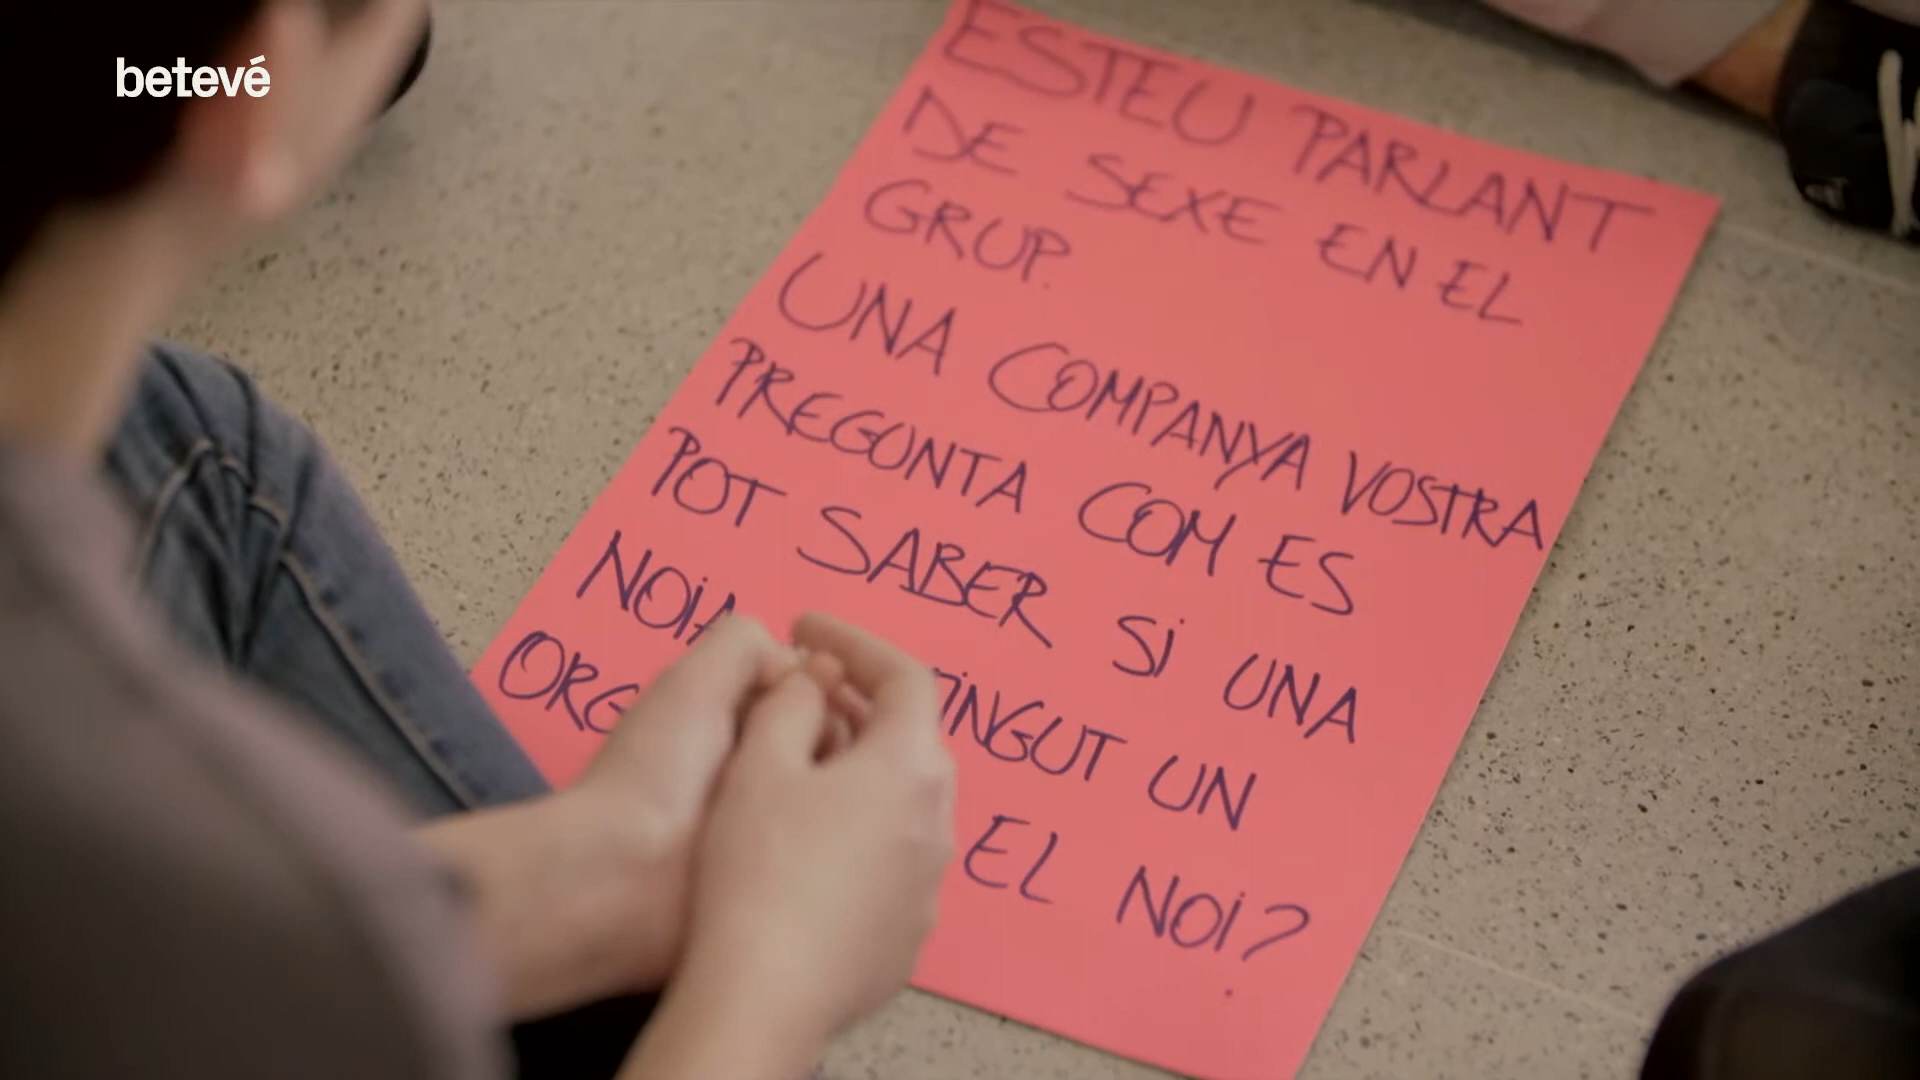 betevé
ESTEU PARLANT
DE SEXE EN EL
GRUP.
UNA COMPANYA VOSTRA
PREGUNTA COM ES
POT SABER SI UNA
NOIA TINGUT UN
EL NOI?